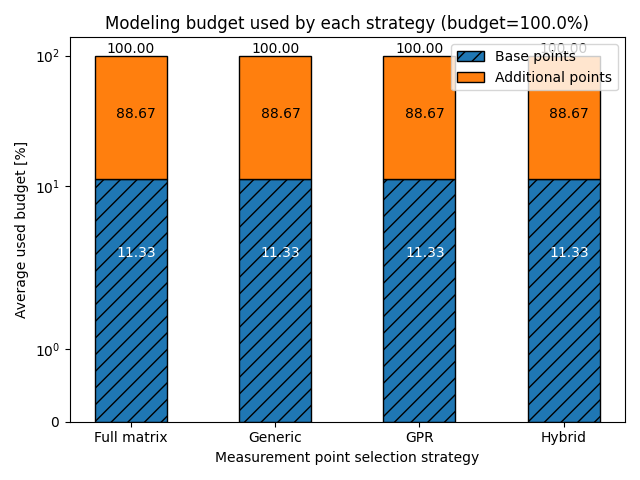 Modeling budget used by each strategy (budget=100.0%)
100.00 100.00 100.00 100.00
Base points
Additional points
88.67 88.67 88.67 88.67
11.33 11.33 11.33 11.33
10²
10¹
10⁰
0
Average used budget [%]
Full matrix Generic GPR Hybrid
Measurement point selection strategy